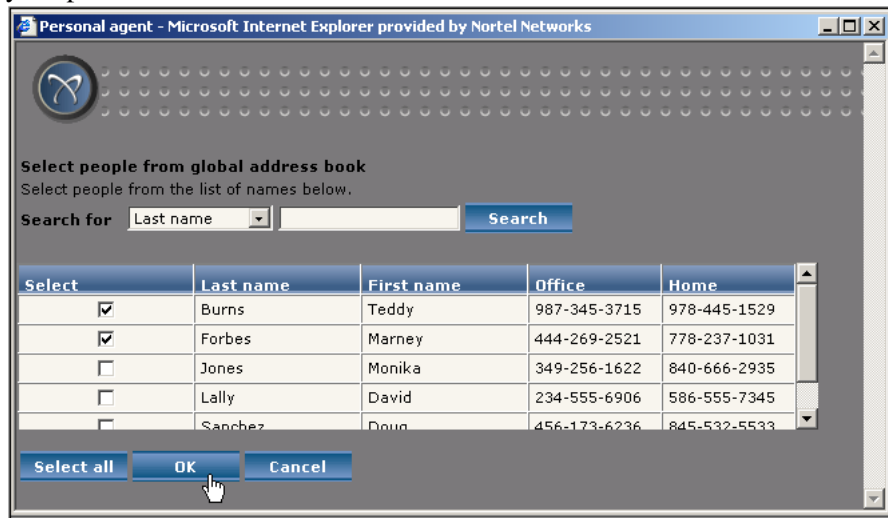 Personal agent - Microsoft Internet Explorer provided by Nortel Networks
Select people from global address book
Select people from the list of names below.
Search for Last name Search
Select Last name First name Office Home
Burns Teddy 987-345-3715 978-445-1529
Forbes Marney 444-269-2521 778-237-1031
Jones Monika 349-256-1622 840-666-2935
Lally David 234-555-6906 586-555-7345
Sanchez Doug 456-173-6236 845-532-5533
Select all OK Cancel